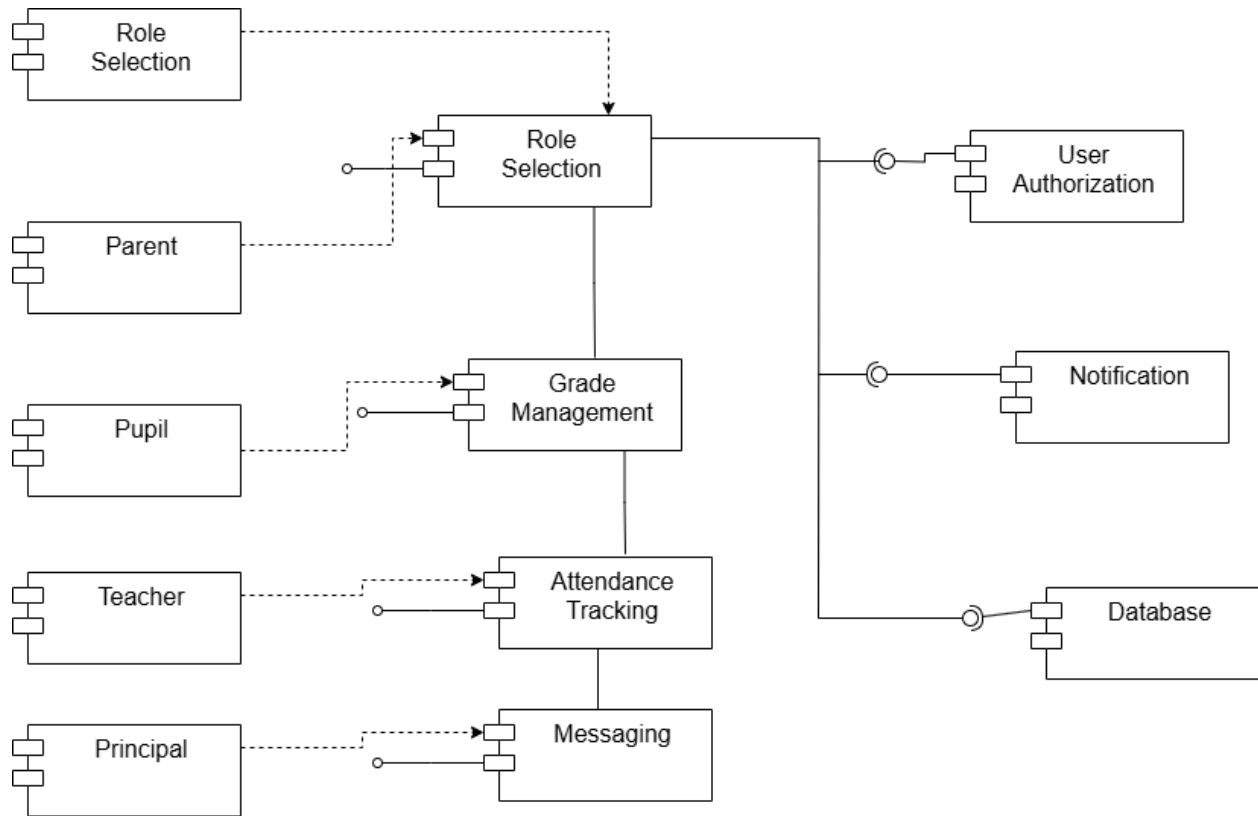 Role
Selection
Role
Selection
User
Authorization
Parent
Grade
Management
Notification
Pupil
Attendance
Tracking
Teacher
Database
Messaging
Principal